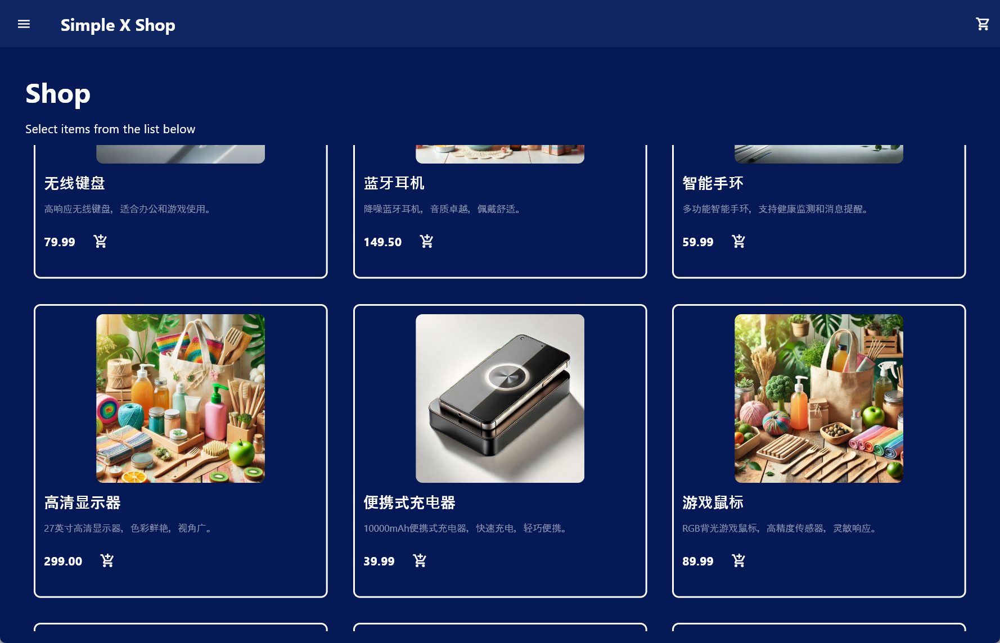 Simple X Shop
Shop
Select items from the list below
无线键盘
高响应无线键盘，适合办公和游戏使用。
79.99
蓝牙耳机
降噪蓝牙耳机，音质卓越，佩戴舒适。
149.50
智能手环
多功能智能手环，支持健康监测和消息提醒。
59.99
高清显示器
27英寸高清显示器，色彩鲜艳，视角广。
299.00
便携式充电器
10000mAh便携式充电器，快速充电，轻巧便携。
39.99
游戏鼠标
RGB背光游戏鼠标，高精度传感器，灵敏响应。
89.99